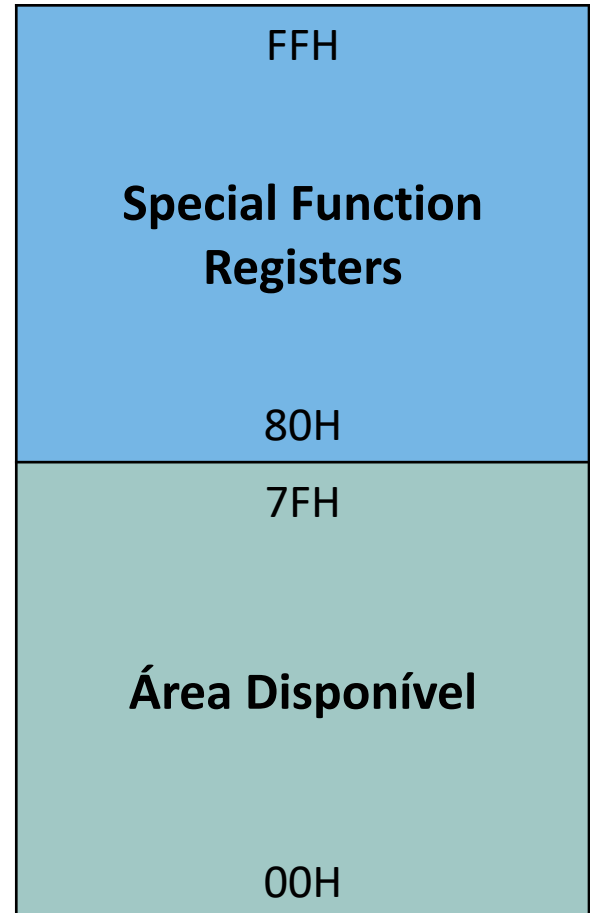 FFH
Special Function
Registers
80H
7FH
Área Disponível
00H